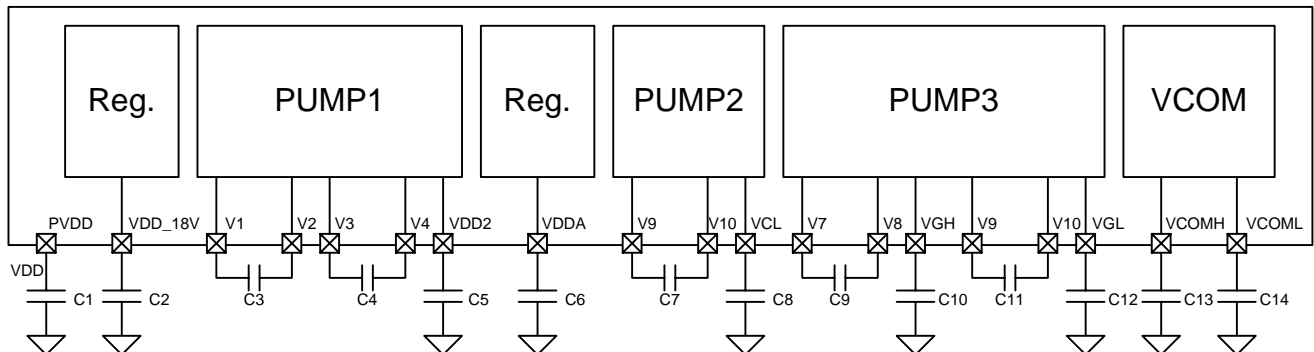 Reg. PUMP1 Reg. PUMP2 PUMP3 VCOM
PVDD VDD_18V V1 V2 V3 V4 VDD2 VDDA V9 V10 VCL V7 V8 VGH V9 V10 VGL VCOMH VCOML
VDD
C1 C2 C3 C4 C5 C6 C7 C8 C9 C10 C11 C12 C13 C14